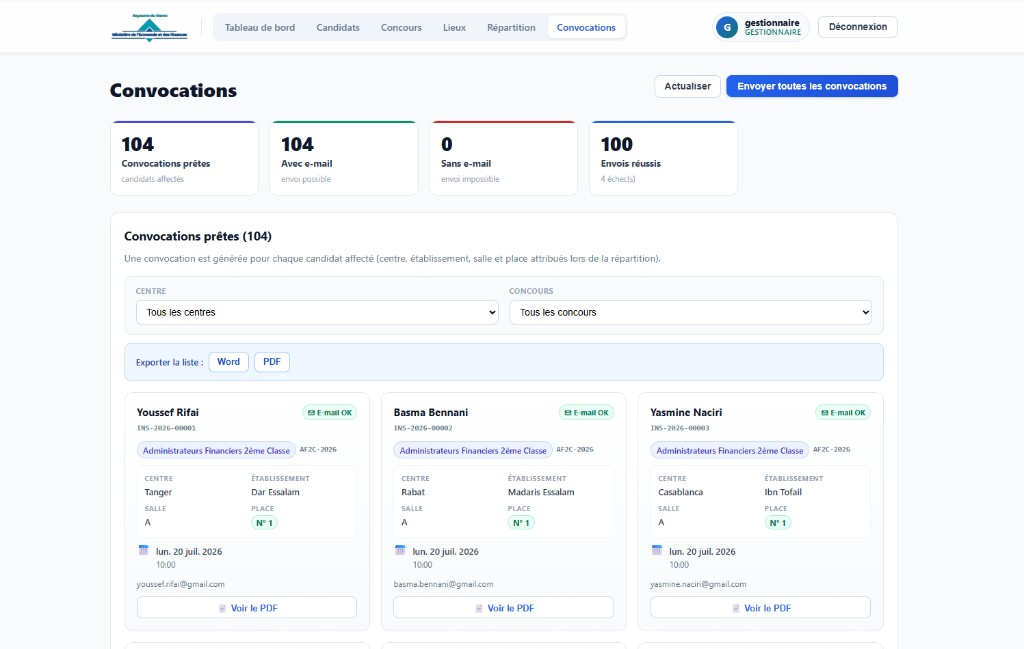 Royaume du Maroc
Ministère de l'Economie et des Finances
Tableau de bord
Candidats
Concours
Lieux
Répartition
Convocations
G
gestionnaire
GESTIONNAIRE
Déconnexion
Convocations
Actualiser
Envoyer toutes les convocations
104
Convocations prêtes
candidats affectés
104
Avec e-mail
envoi possible
0
Sans e-mail
envoi impossible
100
Envois réussis
4 échec(s)
Convocations prêtes (104)
Une convocation est générée pour chaque candidat affecté (centre, établissement, salle et place attribués lors de la répartition).
CENTRE
Tous les centres
CONCOURS
Tous les concours
Exporter la liste :
Word
PDF
Youssef Rifai
E-mail OK
INS-2026-00001
Administrateurs Financiers 2ème Classe
AF2C-2026
CENTRE
ÉTABLISSEMENT
Tanger
Dar Essalam
SALLE
PLACE
A
N° 1
lun. 20 juil. 2026
10:00
youssef.rifai@gmail.com
Voir le PDF
Basma Bennani
E-mail OK
INS-2026-00002
Administrateurs Financiers 2ème Classe
AF2C-2026
CENTRE
ÉTABLISSEMENT
Rabat
Madaris Essalam
SALLE
PLACE
A
N° 1
lun. 20 juil. 2026
10:00
basma.bennani@gmail.com
Voir le PDF
Yasmine Naciri
E-mail OK
INS-2026-00003
Administrateurs Financiers 2ème Classe
AF2C-2026
CENTRE
ÉTABLISSEMENT
Casablanca
Ibn Tofail
SALLE
PLACE
A
N° 1
lun. 20 juil. 2026
10:00
yasmine.naciri@gmail.com
Voir le PDF